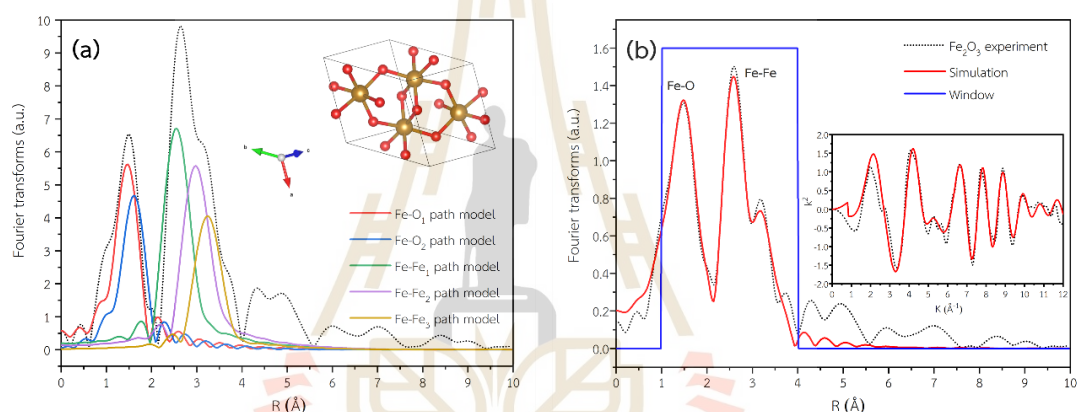 (a)
Fourier transforms (a.u.)
10
9
8
7
6
5
4
3
2
1
0
b
c
a
Fe-O₁ path model
Fe-O₂ path model
Fe-Fe₁ path model
Fe-Fe₂ path model
Fe-Fe₃ path model
0 1 2 3 4 5 6 7 8 9 10
R (Å)
(b)
Fourier transforms (a.u.)
1.6
1.4
1.2
1.0
0.8
0.6
0.4
0.2
0.0
Fe-O
Fe-Fe
Fe₂O₃ experiment
Simulation
Window
k²
2.0
1.5
1.0
0.5
0.0
-0.5
-1.0
-1.5
-2.0
0 1 2 3 4 5 6 7 8 9 10 11 12
K (Å⁻¹)
0 1 2 3 4 5 6 7 8 9 10
R (Å)